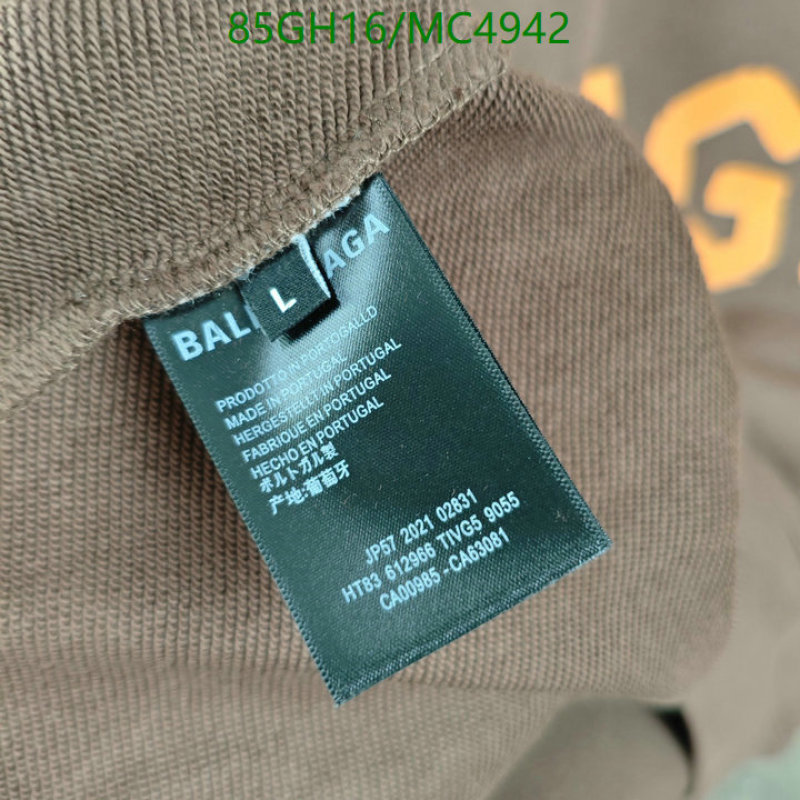 85GH16/MC4942
G
BAL AGA
L
PRODOTTO IN PORTOGALLO
MADE IN PORTUGAL
HERGESTELLT IN PORTUGAL
FABRIQUE EN PORTUGAL
HECHO EN PORTUGAL
ポルトガル製
产地:葡萄牙
JP57 2021 02831
HTB3 612966 TIVG5 9055
CA00985-CA63081